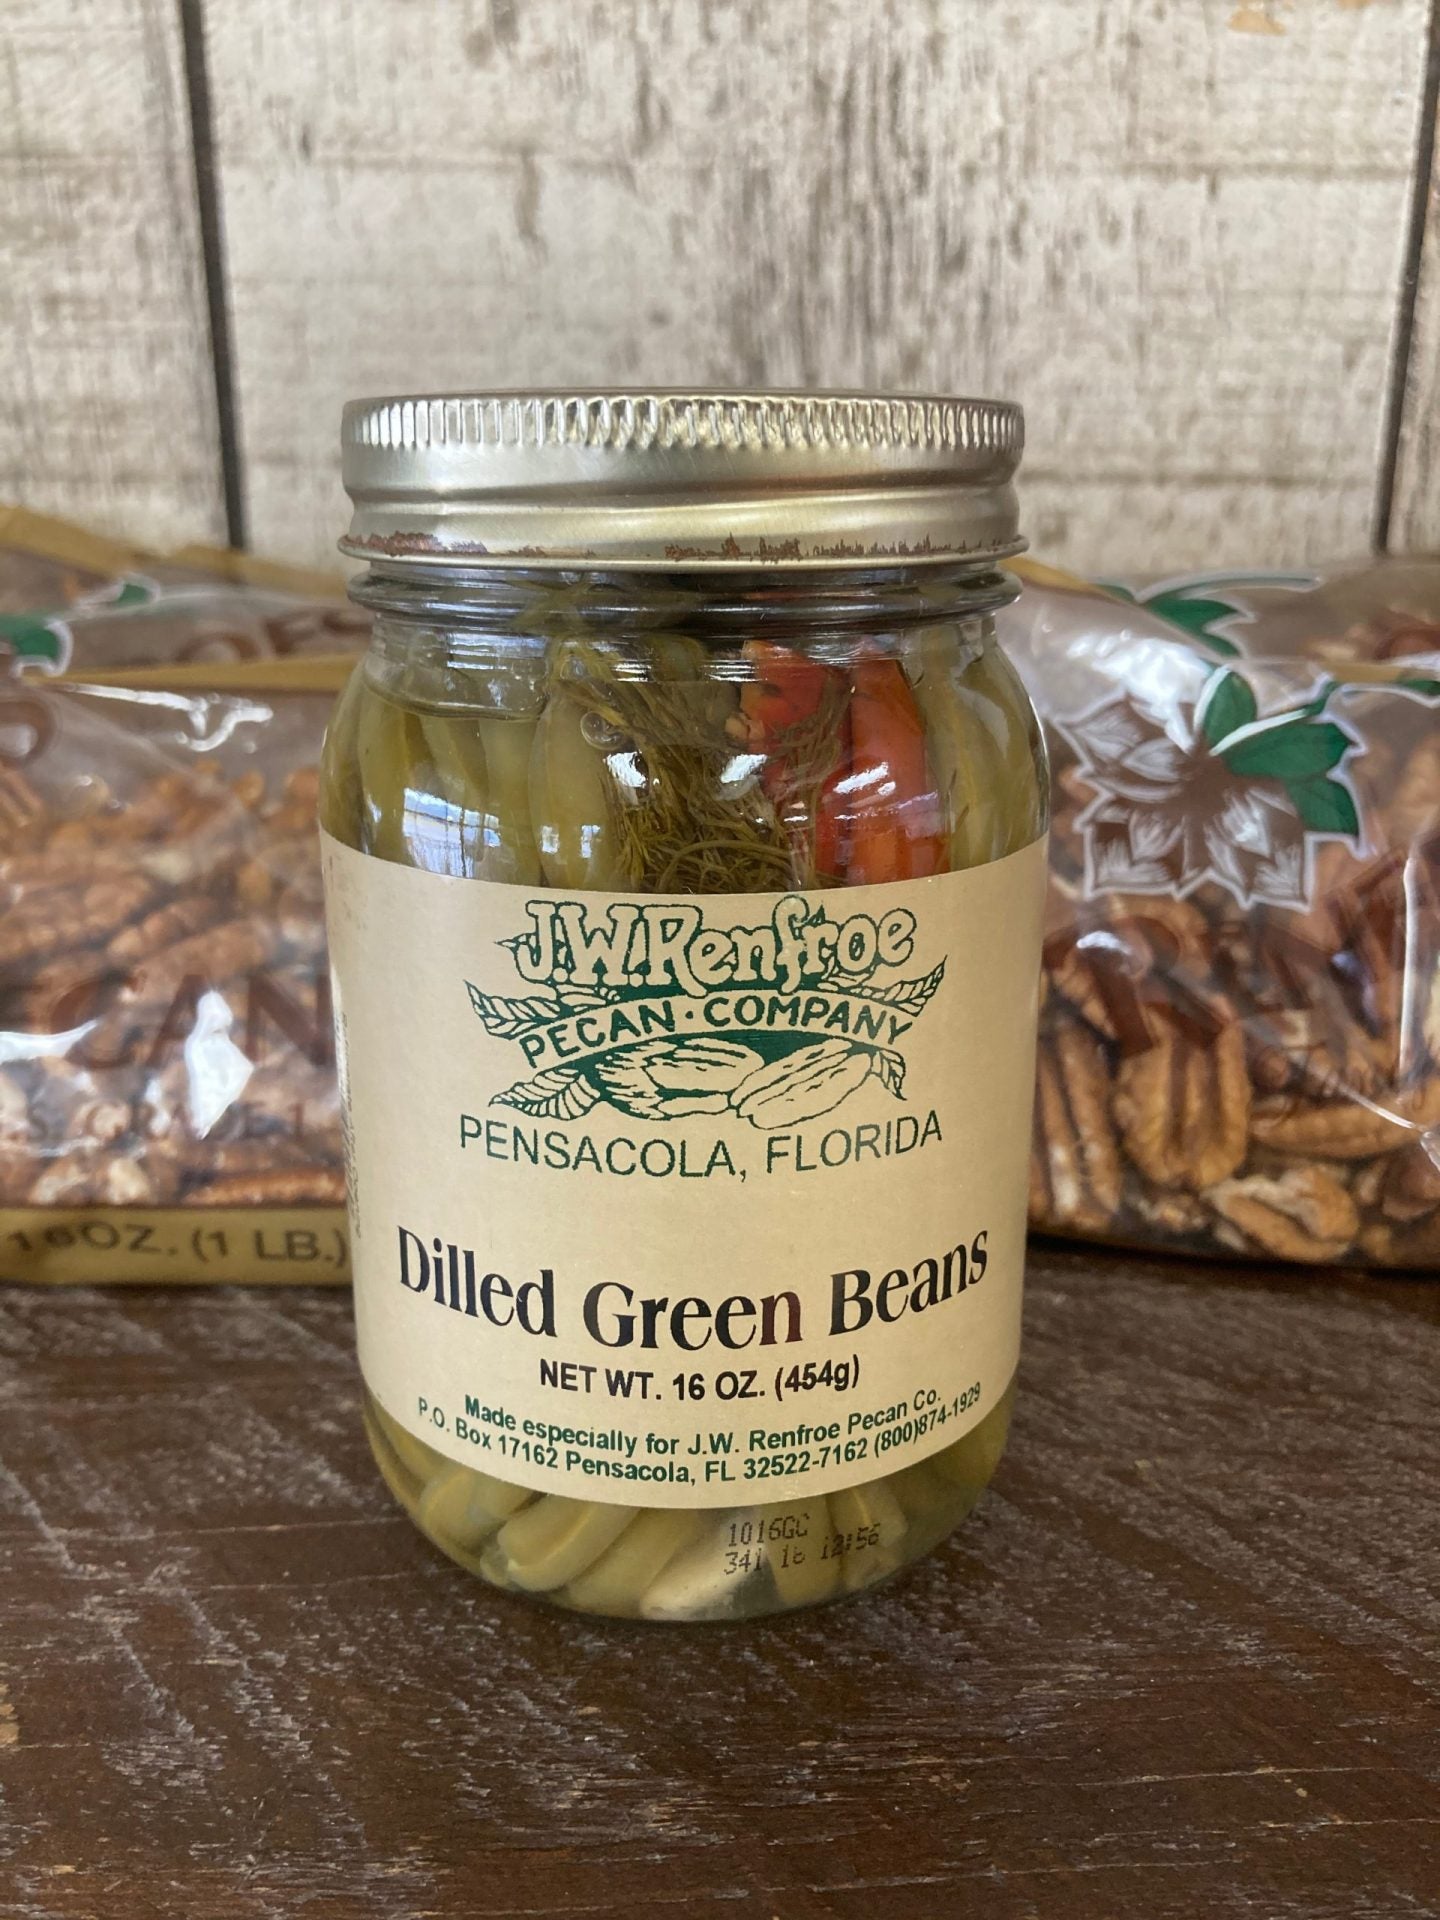 J.W. Renfroe
PECAN · COMPANY
PENSACOLA, FLORIDA
Dilled Green Beans
NET WT. 16 OZ. (454g)
Made especially for J.W. Renfroe Pecan Co.
P.O. Box 17162 Pensacola, FL 32522-7162 (800)874-1929
1016GC
341 16 12:56
16OZ. (1 LB.)